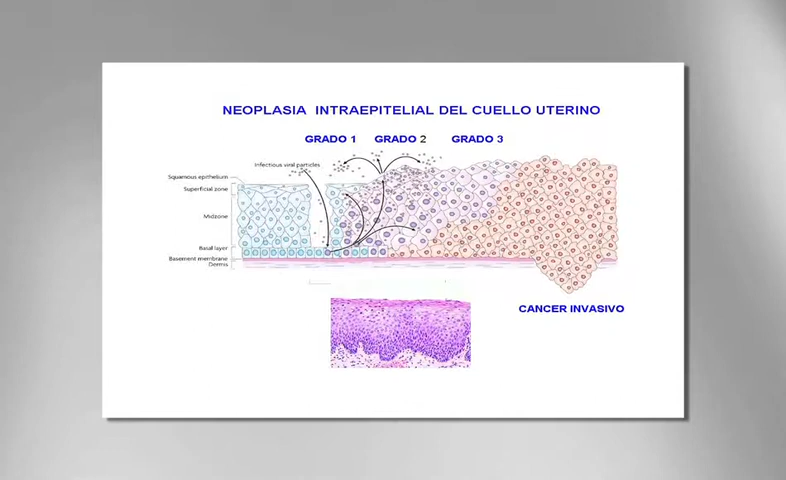 NEOPLASIA INTRAEPITELIAL DEL CUELLO UTERINO
GRADO 1 GRADO 2 GRADO 3
Infectious viral particles
Squamous epithelium
Superficial zone
Midzone
Basal layer
Basement membrane
Dermis
CANCER INVASIVO